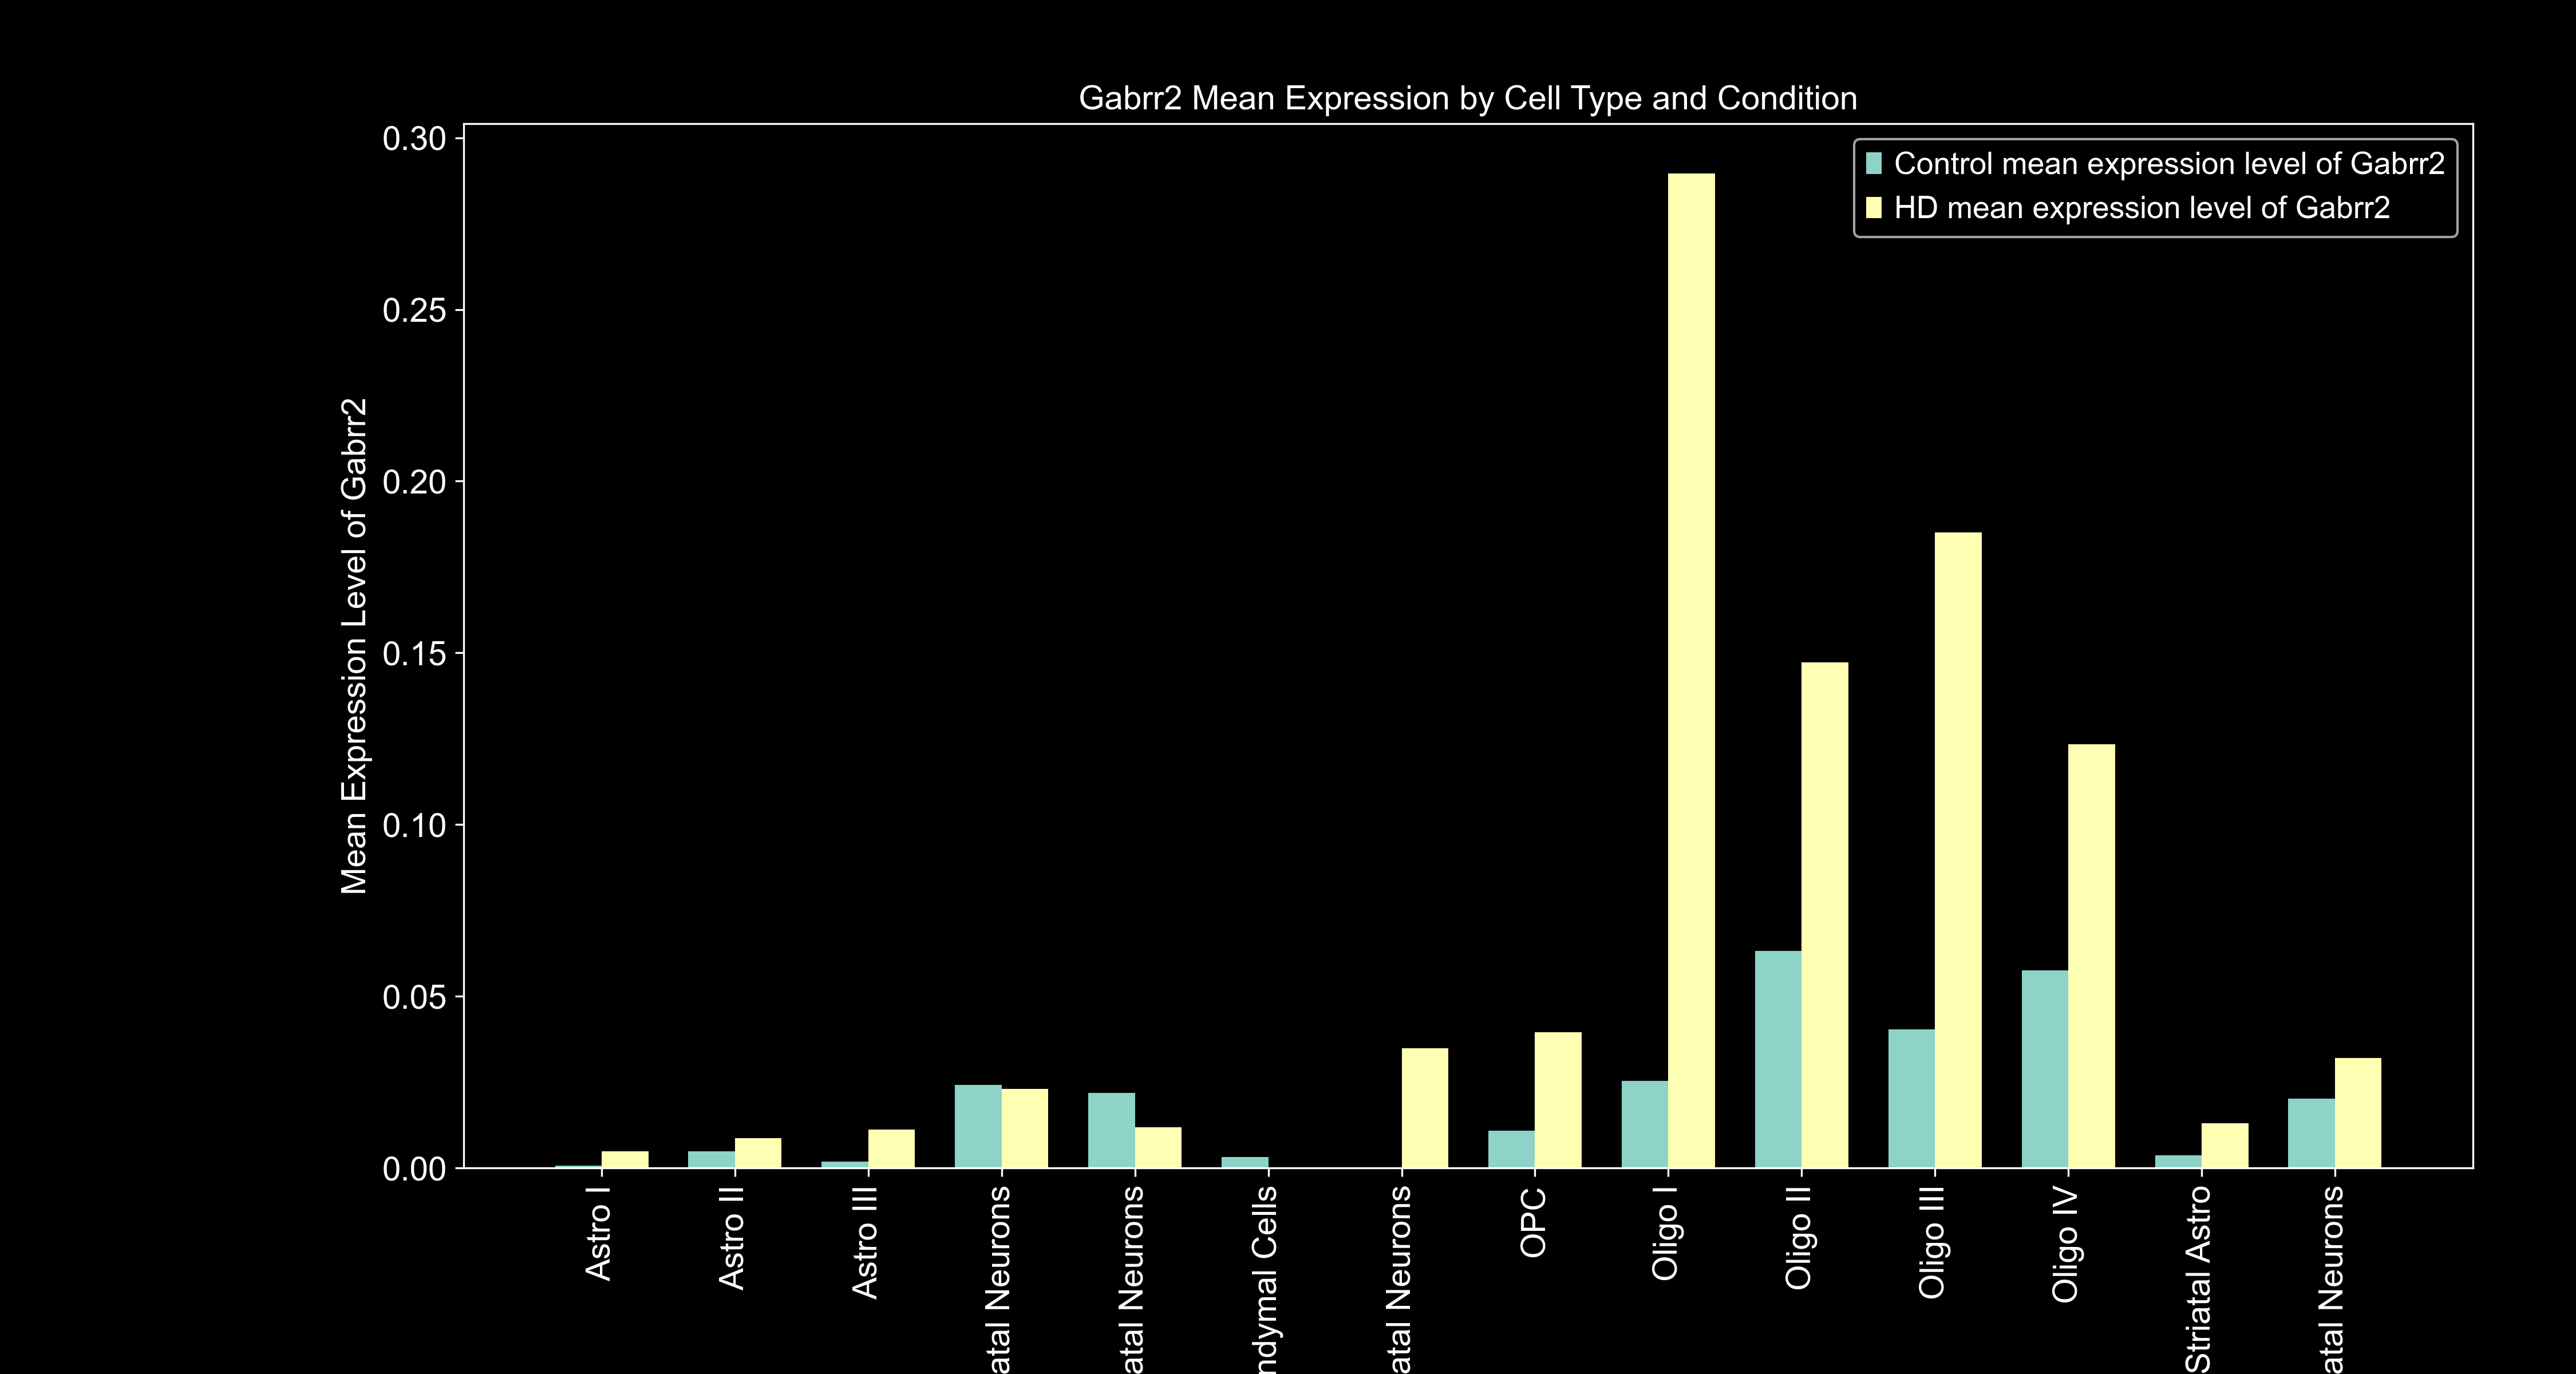 Gabrr2 Mean Expression by Cell Type and Condition
Control mean expression level of Gabrr2
HD mean expression level of Gabrr2
Mean Expression Level of Gabrr2
0.30
0.25
0.20
0.15
0.10
0.05
0.00
Astro I
Astro II
Astro III
atal Neurons
atal Neurons
ndymal Cells
atal Neurons
OPC
Oligo I
Oligo II
Oligo III
Oligo IV
Striatal Astro
atal Neurons